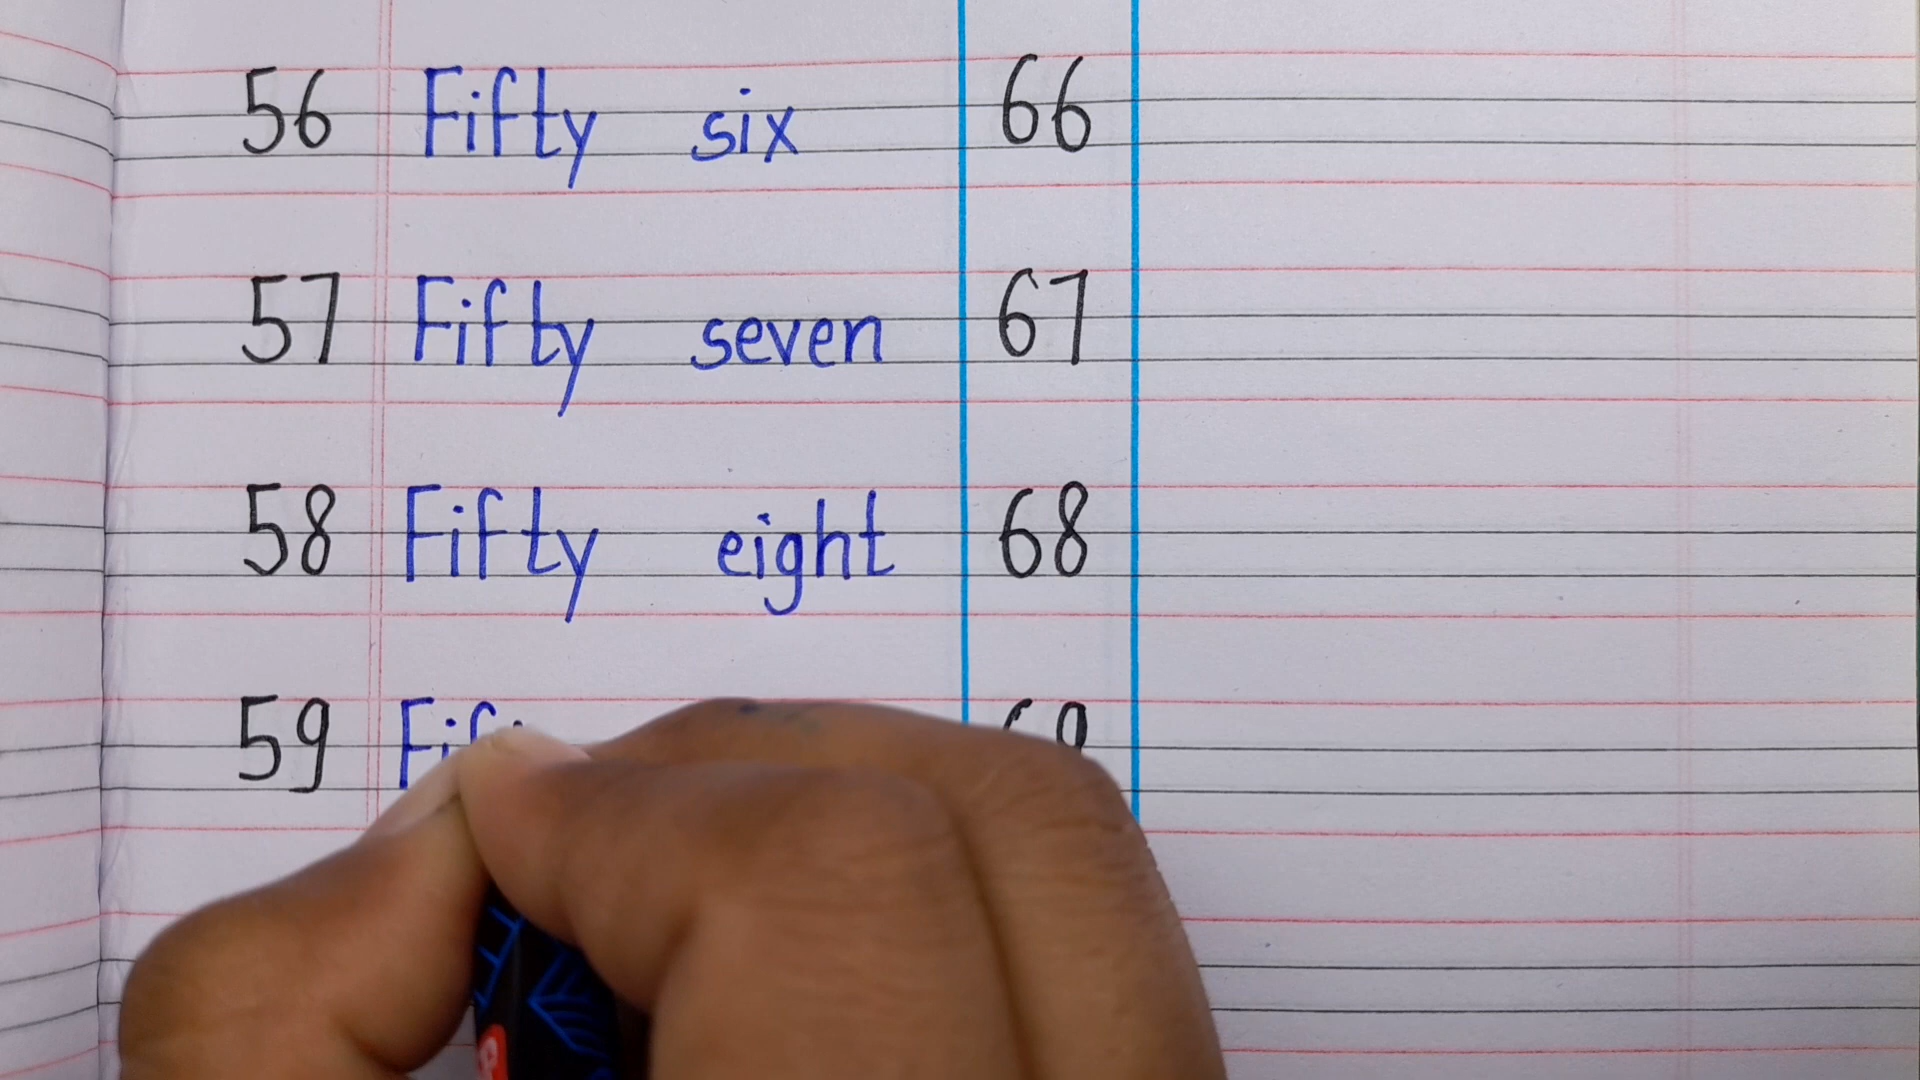 56 Fifty six 66
57 Fifty seven 67
58 Fifty eight 68
59